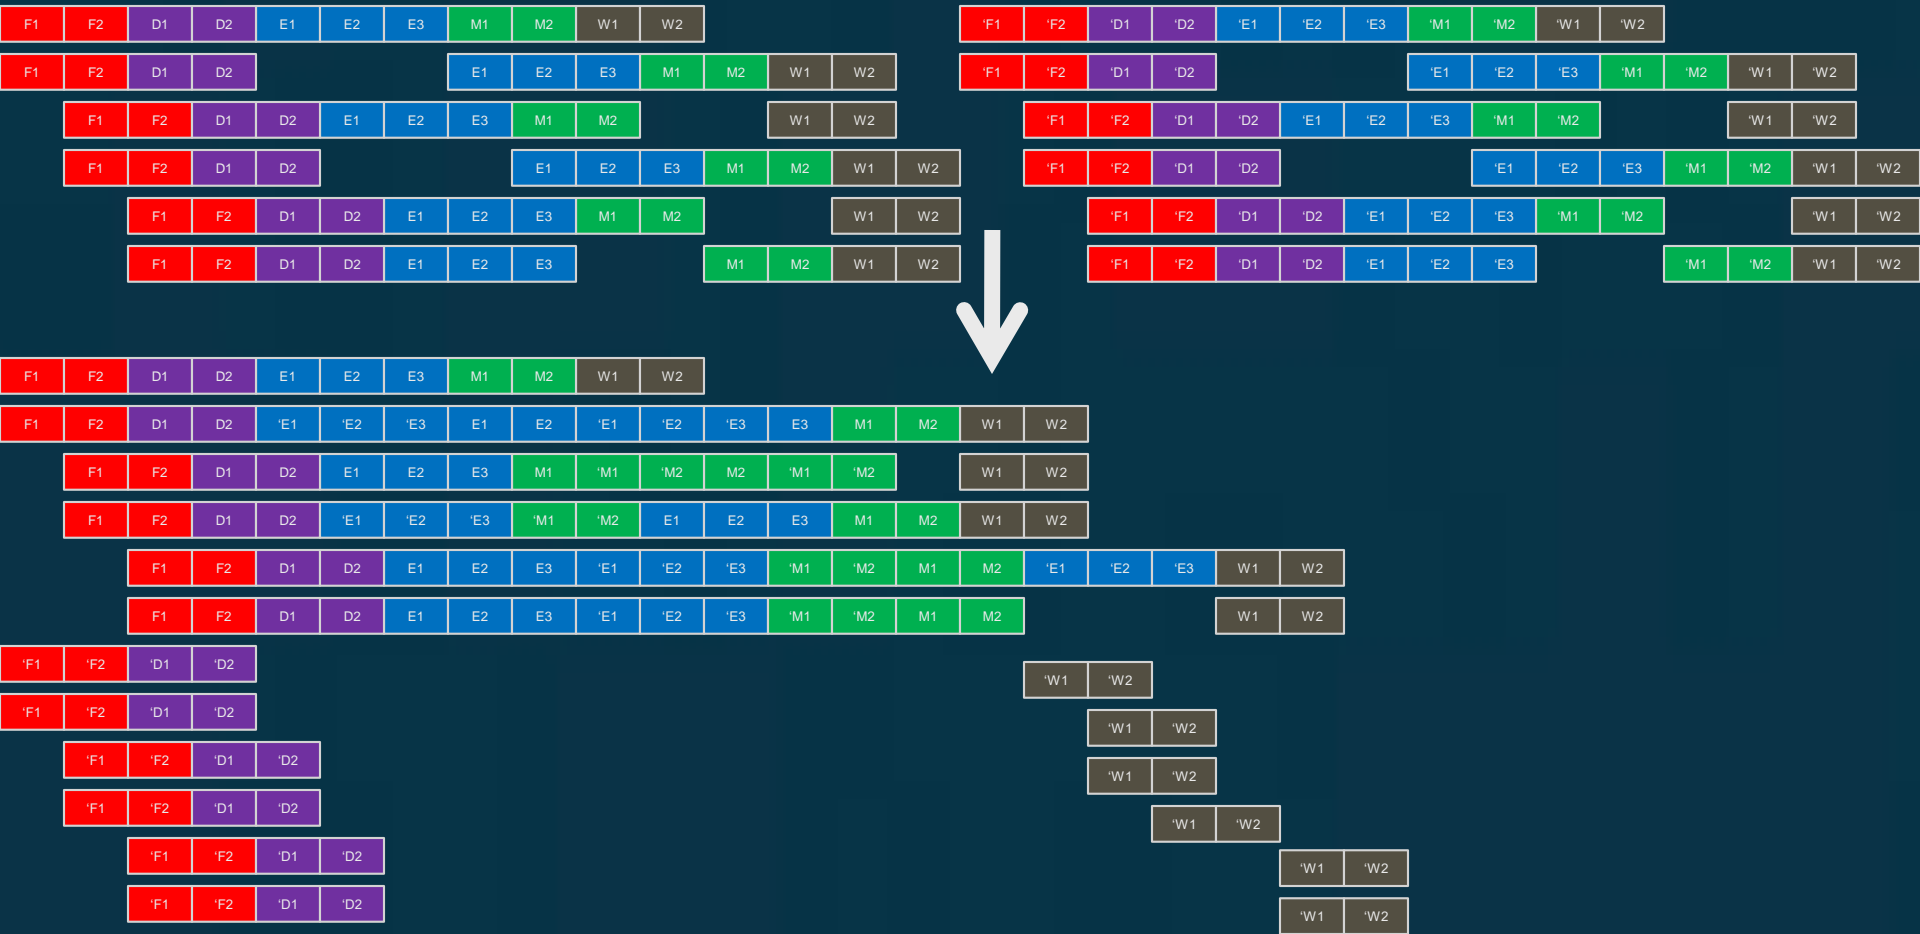 F1 F2 D1 D2 E1 E2 E3 M1 M2 W1 W2 ‘F1 ‘F2 ‘D1 ‘D2 ‘E1 ‘E2 ‘E3 ‘M1 ‘M2 ‘W1 ‘W2
F1 F2 D1 D2 E1 E2 E3 M1 M2 W1 W2 ‘F1 ‘F2 ‘D1 ‘D2 ‘E1 ‘E2 ‘E3 ‘M1 ‘M2 ‘W1 ‘W2
F1 F2 D1 D2 E1 E2 E3 M1 M2 W1 W2 ‘F1 ‘F2 ‘D1 ‘D2 ‘E1 ‘E2 ‘E3 ‘M1 ‘M2 ‘W1 ‘W2
F1 F2 D1 D2 E1 E2 E3 M1 M2 W1 W2 ‘F1 ‘F2 ‘D1 ‘D2 ‘E1 ‘E2 ‘E3 ‘M1 ‘M2 ‘W1 ‘W2
F1 F2 D1 D2 E1 E2 E3 M1 M2 W1 W2 ‘F1 ‘F2 ‘D1 ‘D2 ‘E1 ‘E2 ‘E3 ‘M1 ‘M2 ‘W1 ‘W2
F1 F2 D1 D2 E1 E2 E3 M1 M2 W1 W2 ‘F1 ‘F2 ‘D1 ‘D2 ‘E1 ‘E2 ‘E3 ‘M1 ‘M2 ‘W1 ‘W2
F1 F2 D1 D2 E1 E2 E3 M1 M2 W1 W2
F1 F2 D1 D2 ‘E1 ‘E2 ‘E3 E1 E2 ‘E1 ‘E2 ‘E3 E3 M1 M2 W1 W2
F1 F2 D1 D2 E1 E2 E3 M1 ‘M1 ‘M2 M2 ‘M1 ‘M2 W1 W2
F1 F2 D1 D2 ‘E1 ‘E2 ‘E3 ‘M1 ‘M2 E1 E2 E3 M1 M2 W1 W2
F1 F2 D1 D2 E1 E2 E3 ‘E1 ‘E2 ‘E3 ‘M1 ‘M2 M1 M2 ‘E1 ‘E2 ‘E3 W1 W2
F1 F2 D1 D2 E1 E2 E3 ‘E1 ‘E2 ‘E3 ‘M1 ‘M2 M1 M2 W1 W2
‘F1 ‘F2 ‘D1 ‘D2 ‘W1 ‘W2
‘F1 ‘F2 ‘D1 ‘D2 ‘W1 ‘W2
‘F1 ‘F2 ‘D1 ‘D2 ‘W1 ‘W2
‘F1 ‘F2 ‘D1 ‘D2 ‘W1 ‘W2
‘F1 ‘F2 ‘D1 ‘D2 ‘W1 ‘W2
‘F1 ‘F2 ‘D1 ‘D2 ‘W1 ‘W2